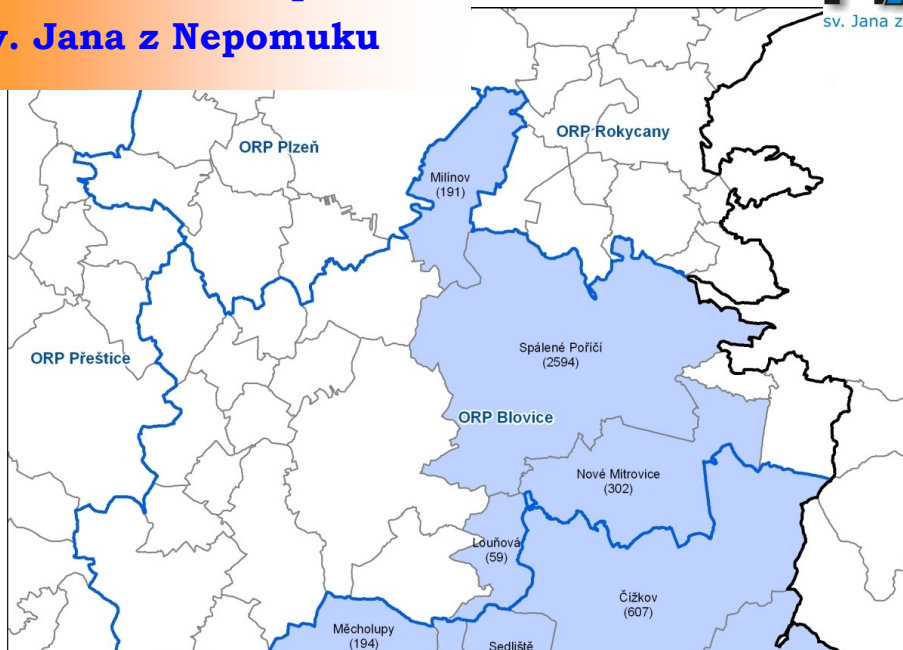 v. Jana z Nepomuku
sv. Jana z
ORP Plzeň
ORP Rokycany
Milínov
(191)
ORP Přeštice
Spálené Poříčí
(2594)
ORP Blovice
Nové Mitrovice
(302)
Louňová
(59)
Čížkov
(607)
Měcholupy
(194)
Sedliště